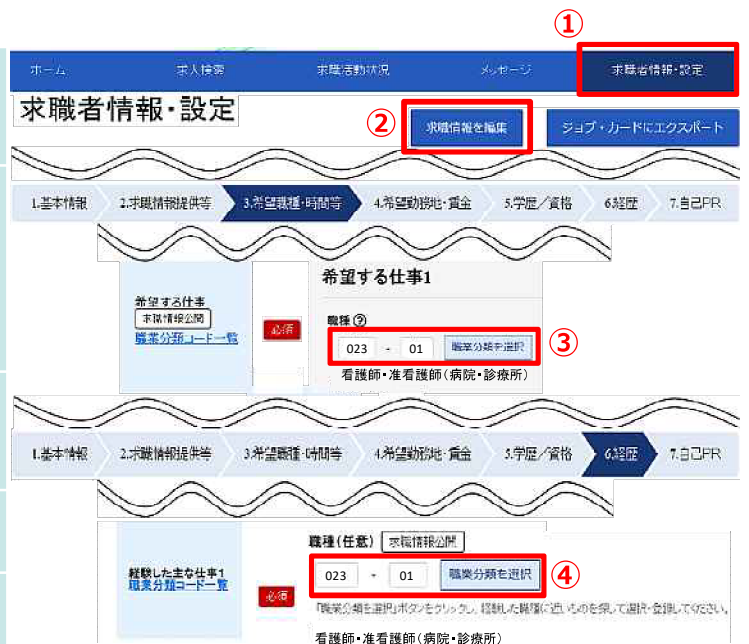 ①
ホーム 求人検索 求職活動状況 メッセージ 求職者情報・設定
求職者情報・設定
② 求職情報を編集 ジョブ・カードにエクスポート
1.基本情報 2.求職情報提供等 3.希望職種・時間等 4.希望勤務地・賃金 5.学歴/資格 6.経歴 7.自己PR
希望する仕事1
希望する仕事
求職情報公開
職業分類コード一覧
必須
職種?
023 - 01 職業分類を選択 ③
看護師・准看護師(病院・診療所)
1.基本情報 2.求職情報提供等 3.希望職種・時間等 4.希望勤務地・賃金 5.学歴/資格 6.経歴 7.自己PR
職種(任意) 求職情報公開
経験した主な仕事1
職業分類コード一覧
必須
023 - 01 職業分類を選択 ④
「職業分類を選択」ボタンをクリックし、経験した職種に近いものを探して選択・登録してください。
看護師・准看護師(病院・診療所)